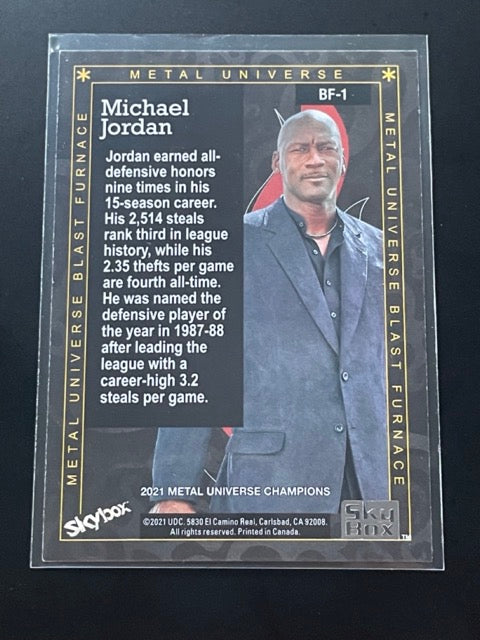 METAL UNIVERSE
BF-1
METAL UNIVERSE BLAST FURNACE
METAL UNIVERSE BLAST FURNACE
Michael
Jordan
Jordan earned all-
defensive honors
nine times in his
15-season career.
His 2,514 steals
rank third in league
history, while his
2.35 thefts per game
are fourth all-time.
He was named the
defensive player of
the year in 1987-88
after leading the
league with a
career-high 3.2
steals per game.
2021 METAL UNIVERSE CHAMPIONS
skybox
©2021 UDC. 5830 El Camino Real, Carlsbad, CA 92008.
All rights reserved. Printed in Canada.
Sky
Box
TM